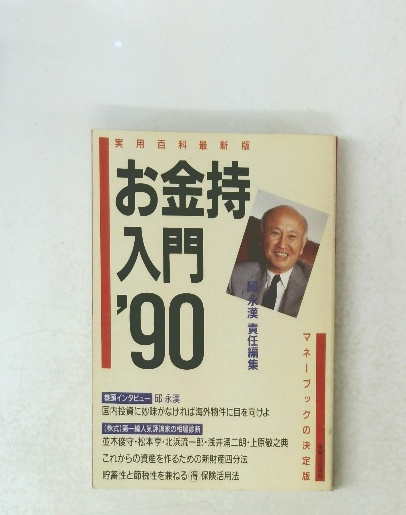 実用百科最新版
お金持
入門
'90
邱永漢 責任編集
マネーブックの決定版
巻頭インタビュー 邱 永漢
国内投資に妙味がなければ海外物件に目を向けよ
【株式】第一線人気評論家の相場診断
並木俊守・松本亨・北浜流一郎・浅井涌二郎・上原敬之典
これからの資産を作るための新財産四分法
貯蓄性と節税性を兼ねる㊝保険活用法